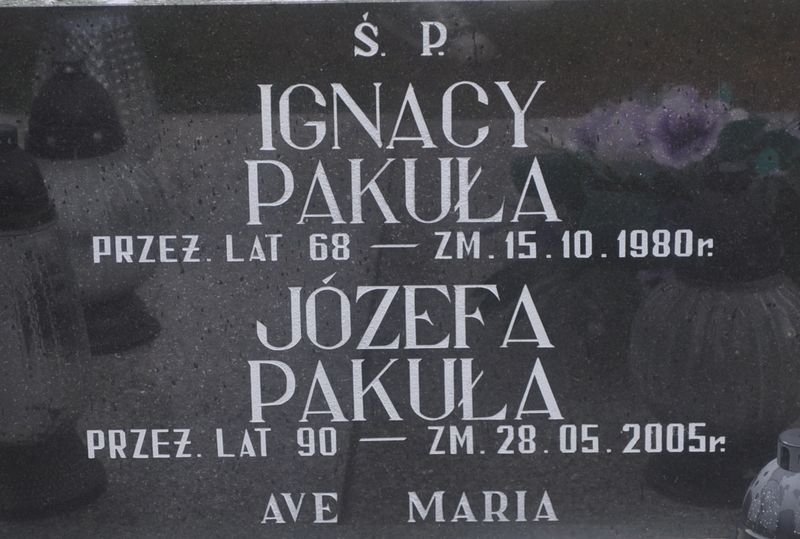 Ś. P.
IGNACY
PAKUŁA
PRZEŻ. LAT 68 — ZM. 15. 10. 1980r.
JÓZEFA
PAKUŁA
PRZEŻ. LAT 90 — ZM. 28. 05. 2005r.
AVE MARIA